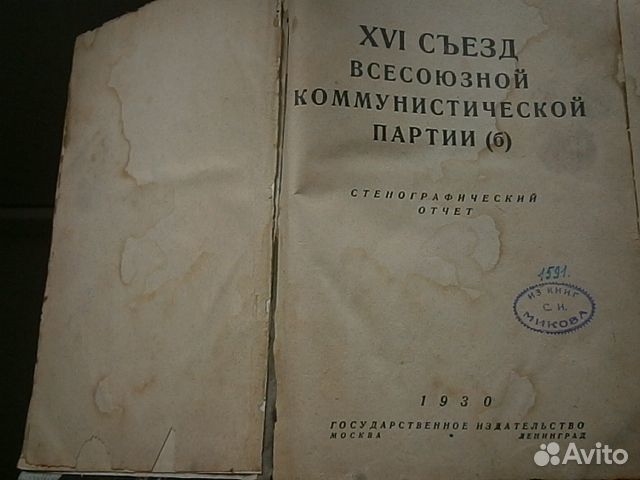 XVI СЪЕЗД
ВСЕСОЮЗНОЙ
КОММУНИСТИЧЕСКОЙ
ПАРТИИ (б)
СТЕНОГРАФИЧЕСКИЙ
ОТЧЕТ
1591.
ИЗ КНИГ
С. Н.
МИКОВА
1930
ГОСУДАРСТВЕННОЕ ИЗДАТЕЛЬСТВО
МОСКВА * ЛЕНИНГРАД
Avito